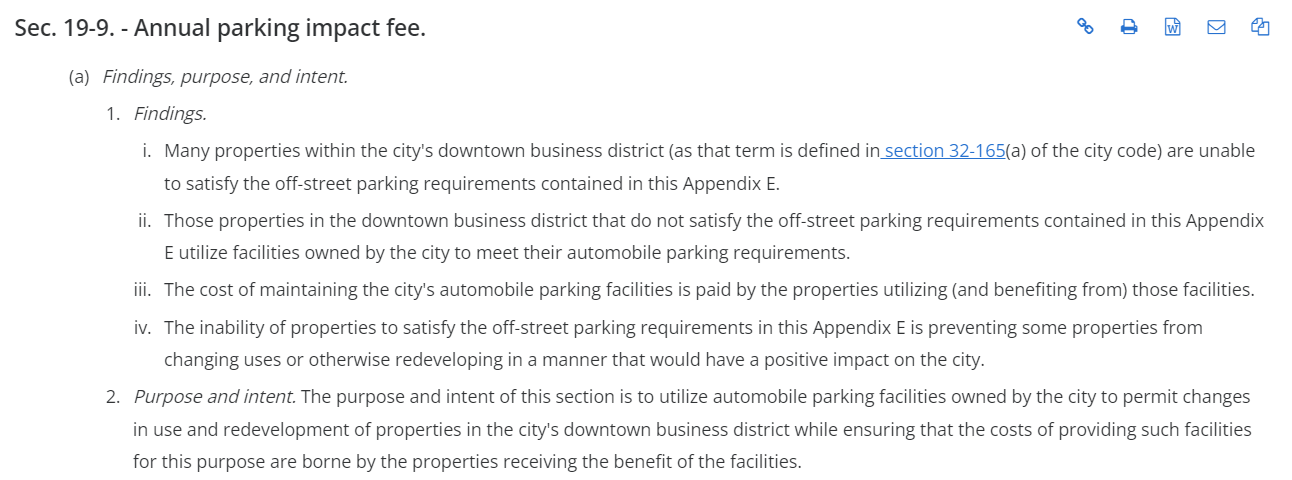 Sec. 19-9. - Annual parking impact fee.
(a) Findings, purpose, and intent.
1. Findings.
i. Many properties within the city's downtown business district (as that term is defined in section 32-165(a) of the city code) are unable
to satisfy the off-street parking requirements contained in this Appendix E.
ii. Those properties in the downtown business district that do not satisfy the off-street parking requirements contained in this Appendix
E utilize facilities owned by the city to meet their automobile parking requirements.
iii. The cost of maintaining the city's automobile parking facilities is paid by the properties utilizing (and benefiting from) those facilities.
iv. The inability of properties to satisfy the off-street parking requirements in this Appendix E is preventing some properties from
changing uses or otherwise redeveloping in a manner that would have a positive impact on the city.
2. Purpose and intent. The purpose and intent of this section is to utilize automobile parking facilities owned by the city to permit changes
in use and redevelopment of properties in the city's downtown business district while ensuring that the costs of providing such facilities
for this purpose are borne by the properties receiving the benefit of the facilities.